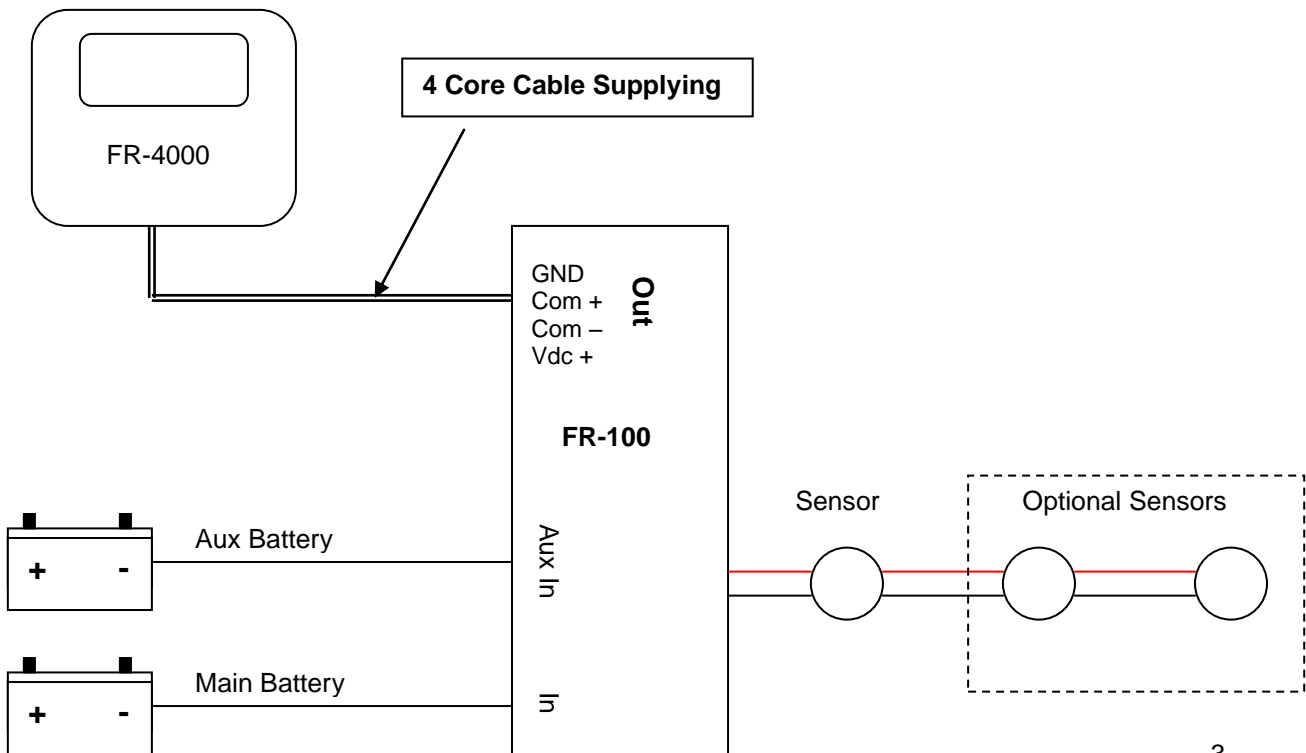 4 Core Cable Supplying
FR-4000
GND
Com +
Com –
Vdc +
Out
FR-100
Sensor
Optional Sensors
Aux Battery
+ -
Aux In
Main Battery
+ -
In
3